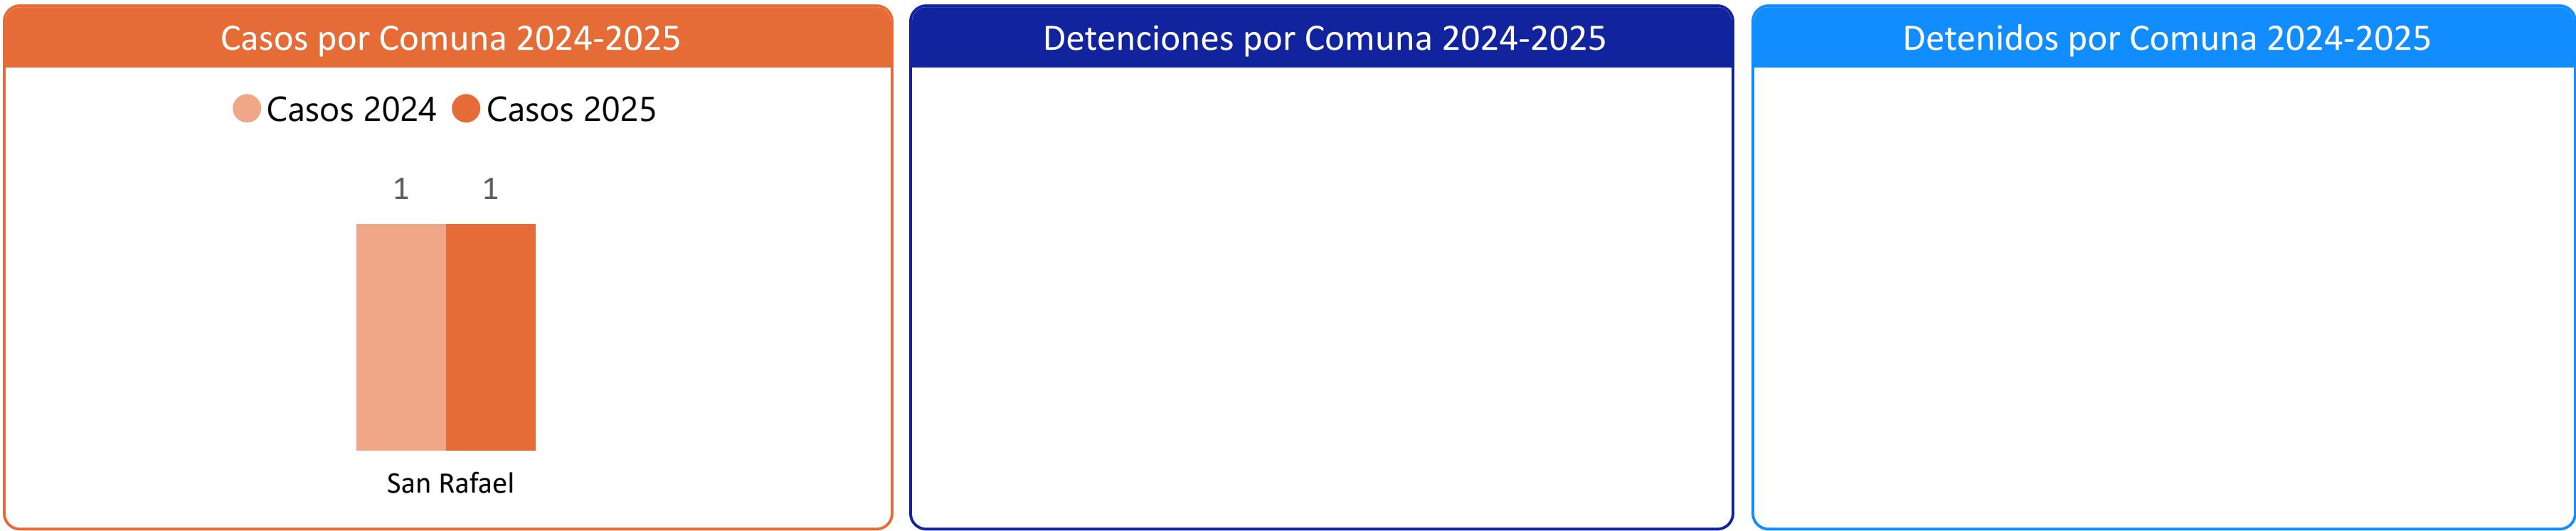 Casos por Comuna 2024-2025
Casos 2024 Casos 2025
1 1
San Rafael
Detenciones por Comuna 2024-2025
Detenidos por Comuna 2024-2025